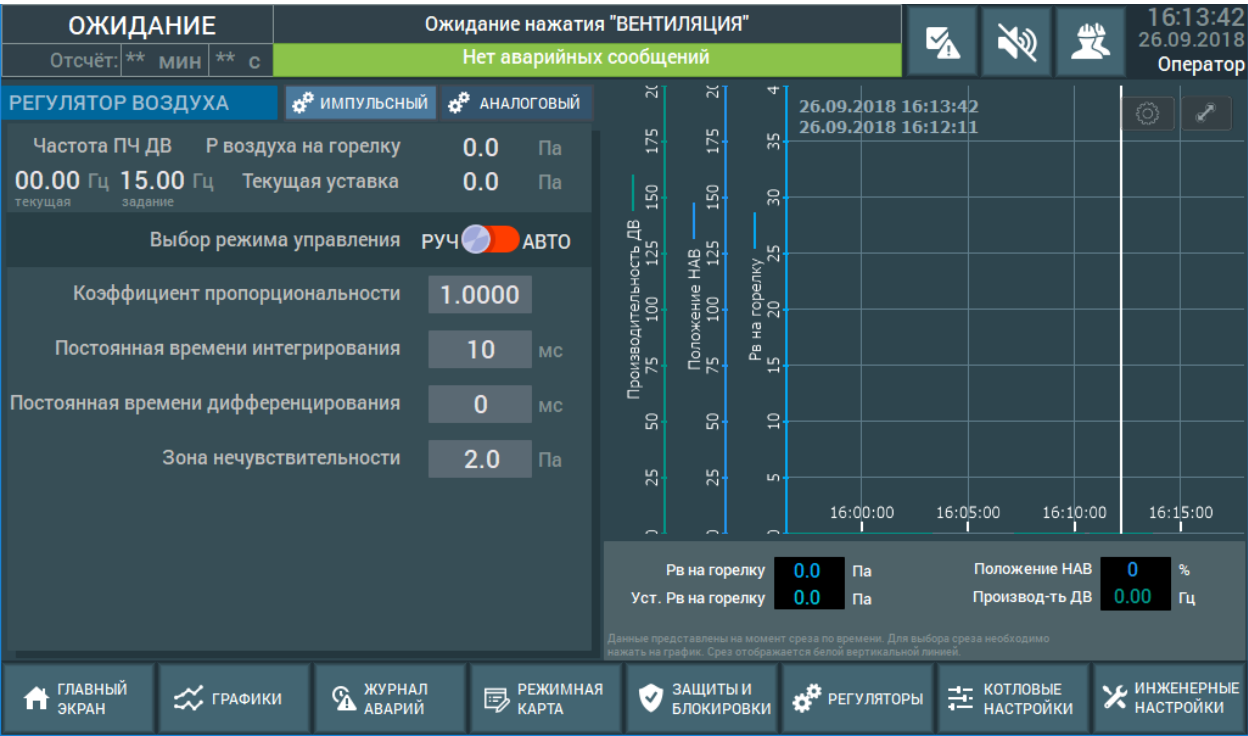 ОЖИДАНИЕ
Отсчёт: ** мин ** с
Ожидание нажатия "ВЕНТИЛЯЦИЯ"
Нет аварийных сообщений
16:13:42
26.09.2018
Оператор
РЕГУЛЯТОР ВОЗДУХА
ИМПУЛЬСНЫЙ
АНАЛОГОВЫЙ
Частота ПЧ ДВ
00.00 Гц 15.00 Гц
текущая задание
Р воздуха на горелку 0.0 Па
Текущая уставка 0.0 Па
Выбор режима управления РУЧ АВТО
Коэффициент пропорциональности 1.0000
Постоянная времени интегрирования 10 мс
Постоянная времени дифференцирования 0 мс
Зона нечувствительности 2.0 Па
Производительность ДВ
175
150
125
100
75
50
25
Положение НАВ
175
150
125
100
75
50
25
Рв на горелку
35
30
25
20
15
10
5
26.09.2018 16:13:42
26.09.2018 16:12:11
16:00:00 16:05:00 16:10:00 16:15:00
Рв на горелку 0.0 Па
Уст. Рв на горелку 0.0 Па
Положение НАВ 0 %
Производ-ть ДВ 0.00 Гц
Данные представлены на момент среза по времени. Для выбора среза необходимо
нажать на график. Срез отображается белой вертикальной линией.
ГЛАВНЫЙ
ЭКРАН
ГРАФИКИ
ЖУРНАЛ
АВАРИЙ
РЕЖИМНАЯ
КАРТА
ЗАЩИТЫ И
БЛОКИРОВКИ
РЕГУЛЯТОРЫ
КОТЛОВЫЕ
НАСТРОЙКИ
ИНЖЕНЕРНЫЕ
НАСТРОЙКИ